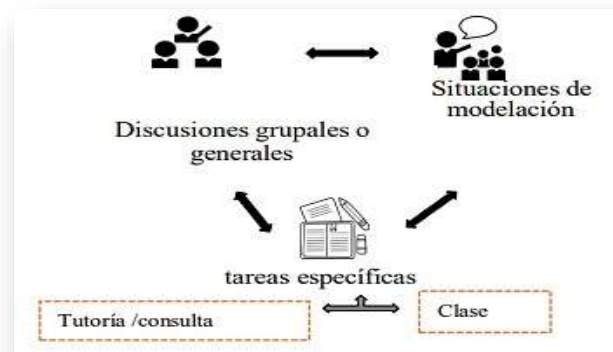 Situaciones de
modelación
Discusiones grupales o
generales
tareas específicas
Tutoría /consulta
Clase